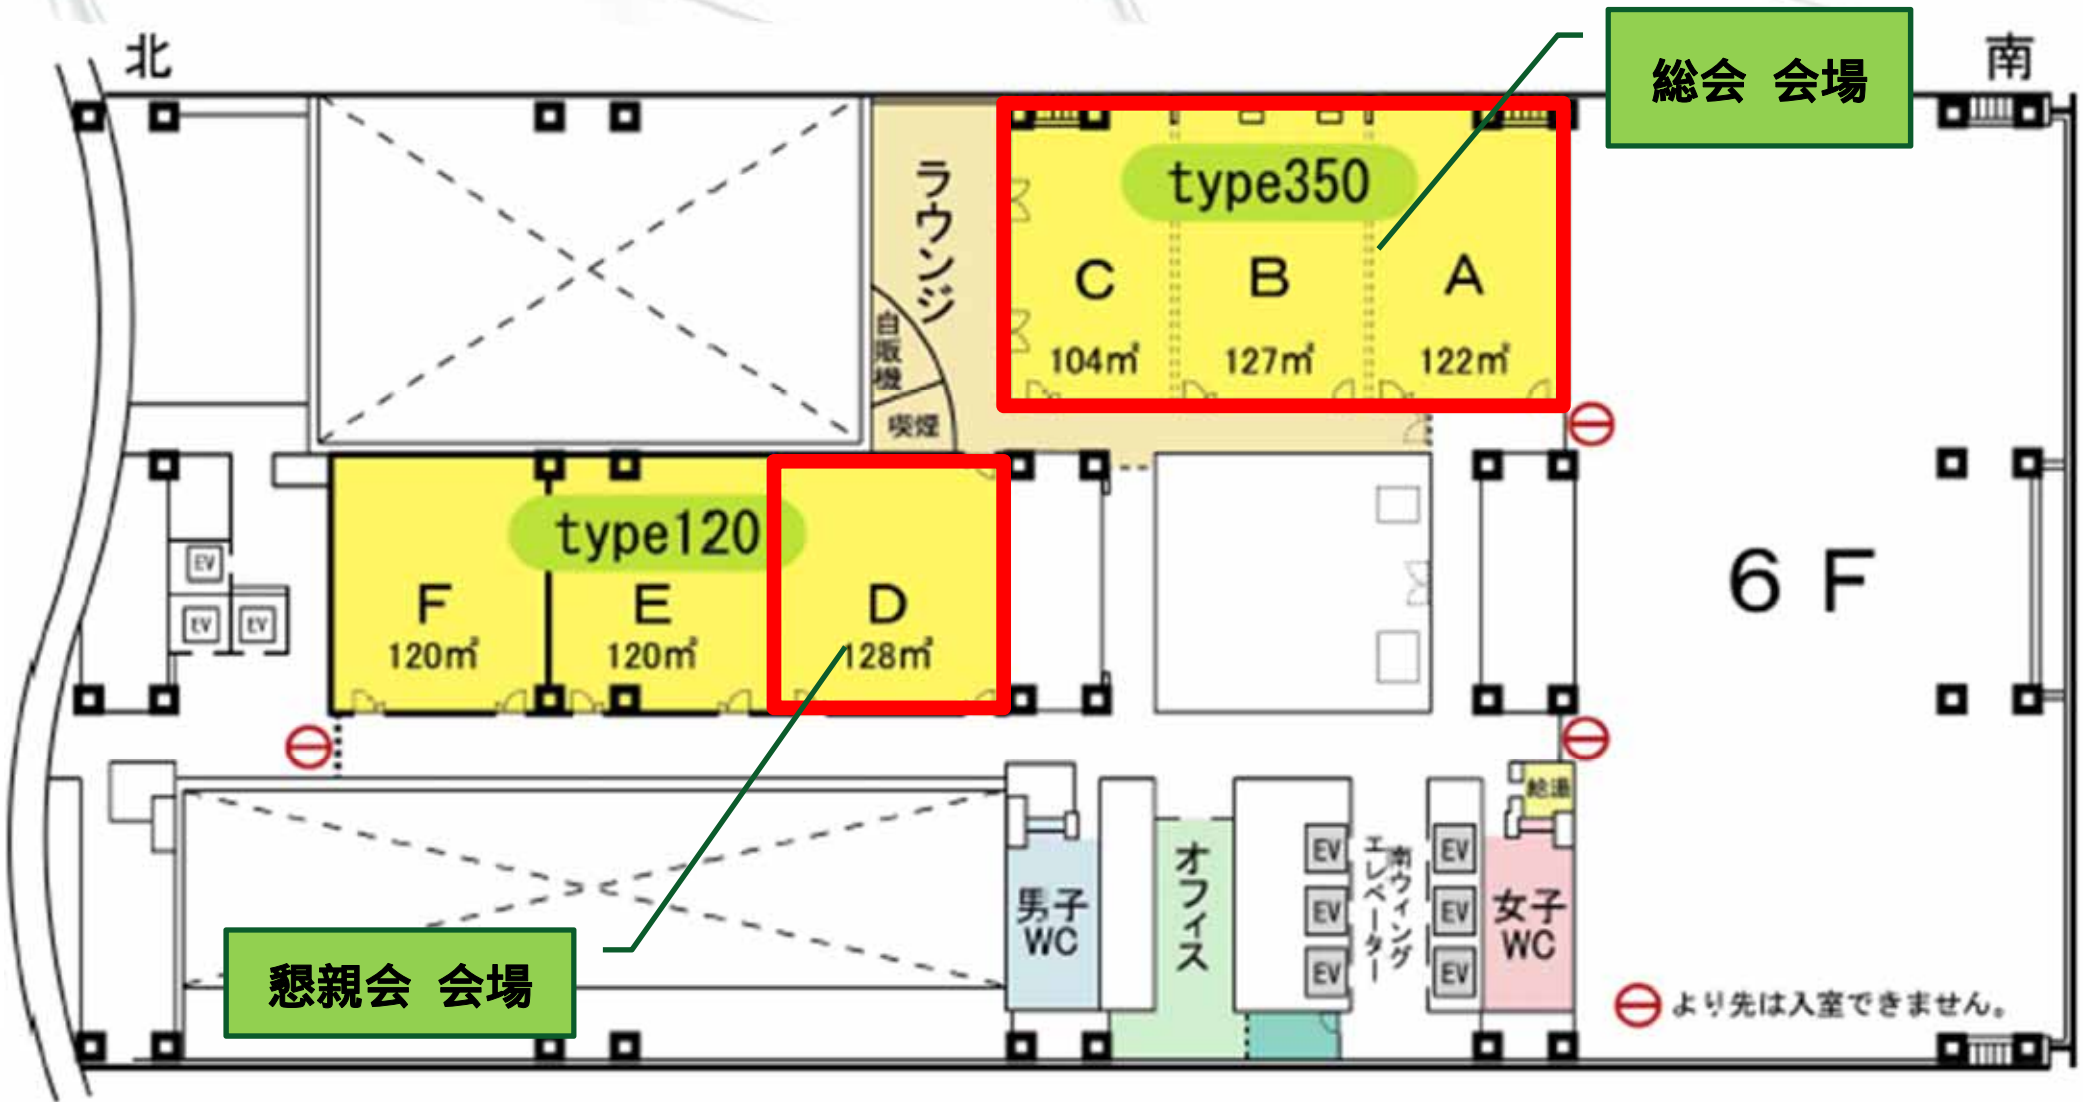 北
南
総会 会場
type350
ラウンジ
C
B
A
104㎡
127㎡
122㎡
自販機
喫煙
type120
F
E
D
120㎡
120㎡
128㎡
6F
EV
EV
EV
給湯
男子
WC
オフィス
EV
EV
EV
南ウィング
エレベーター
EV
EV
EV
女子
WC
懇親会 会場
より先は入室できません。